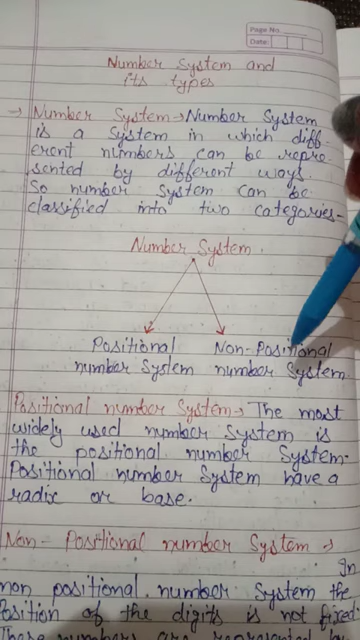 Page No.
Date:
Number System and
its types
→ Number System → Number System
is a System in which diff-
erent numbers can be repre
sented by different ways.
So number System can be
classified into two categories-
Number System.
Positional Non-Positional
number System number System
Positional number System → The most
widely used number System is
the positional number System.
Positional number System have a
radix or base.
Non- Positional number System →
In
non positional number System the
Position of the digits is not fixed.
These numbers are represented